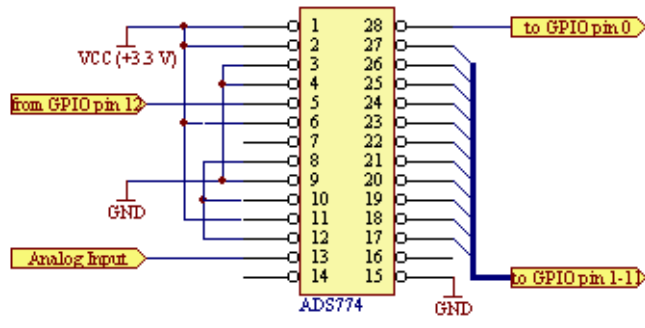 1 28
to GPIO pin 0
2 27
VCC (+3.3 V)
3 26
4 25
from GPIO pin 12
5 24
6 23
7 22
8 21
9 20
GND
10 19
11 18
12 17
Analog Input
13 16
to GPIO pin 1-11
14 15
ADS774
GND